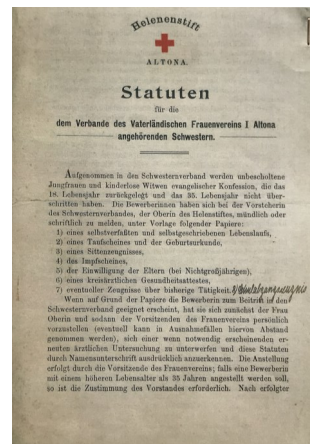 Helenenstift
ALTONA.
Statuten
für die
dem Verbande des Vaterländischen Frauenvereins I Altona
angehörenden Schwestern.
Aufgenommen in den Schwesternverband werden unbescholtene
Jungfrauen und kinderlose Witwen evangelischer Konfession, die das
18. Lebensjahr zurückgelegt und das 35. Lebensjahr nicht über-
schritten haben. Die Bewerberinnen haben sich bei der Vorsteherin
des Schwesternverbandes, der Oberin des Helenstiftes, mündlich oder
schriftlich zu melden, unter Vorlage folgender Papiere:
1) eines selbstverfaßten und selbstgeschriebenen Lebenslaufs,
2) eines Taufscheines und der Geburtsurkunde,
3) eines Sittenzeugnisses,
4) des Impfscheines,
5) der Einwilligung der Eltern (bei Nichtgroßjährigen),
6) eines kreisärztlichen Gesundheitsattestes,
7) eventueller Zeugnisse über bisherige Tätigkeit.
Wenn auf Grund der Papiere die Bewerberin zum Beitritt in den
Schwesternverband geeignet erscheint, hat sie sich zunächst der Frau
Oberin und sodann der Vorsitzenden des Frauenvereins persönlich
vorzustellen (eventuell kann in Ausnahmefällen hiervon Abstand
genommen werden), sich einer wenn notwendig erscheinenden er-
neuten ärztlichen Untersuchung zu unterwerfen und diese Statuten
durch Namensunterschrift ausdrücklich anzuerkennen. Die Anstellung
erfolgt durch die Vorsitzende des Frauenvereins; falls eine Bewerberin
mit einem höheren Lebensalter als 35 Jahren angestellt werden soll,
so ist die Zustimmung des Vorstandes erforderlich. Nach erfolgter